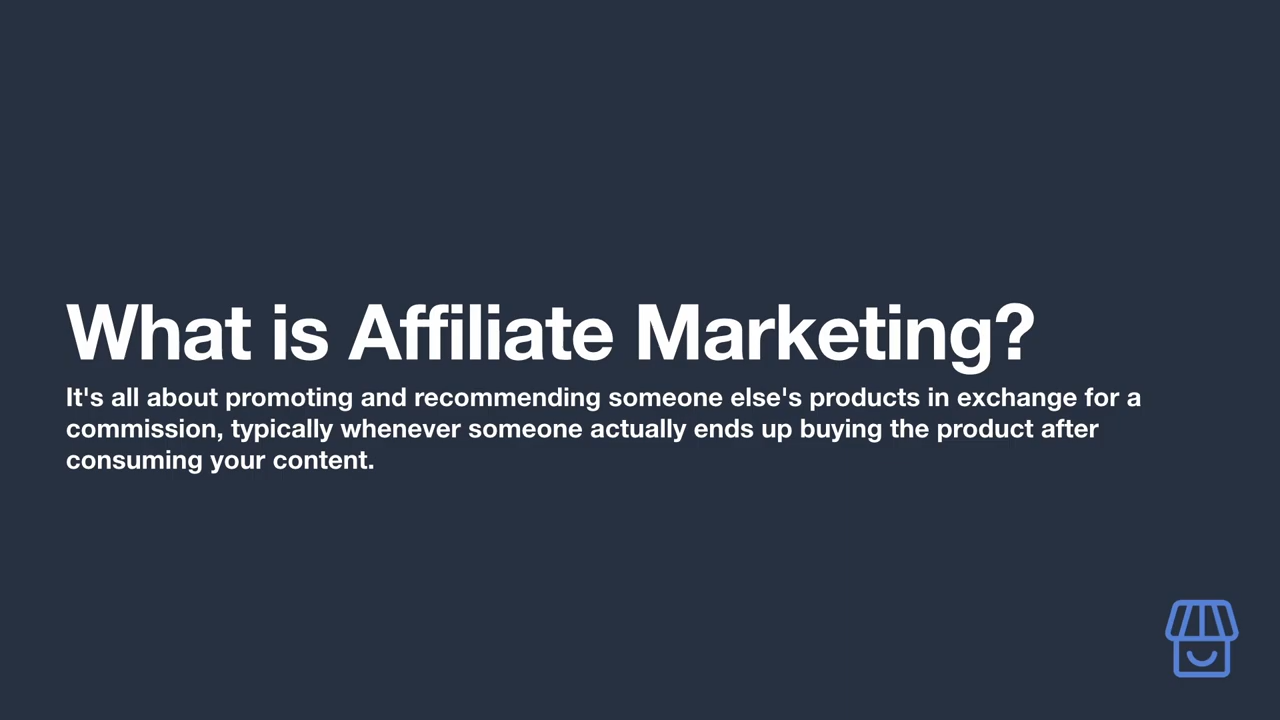 What is Affiliate Marketing?
It's all about promoting and recommending someone else's products in exchange for a
commission, typically whenever someone actually ends up buying the product after
consuming your content.